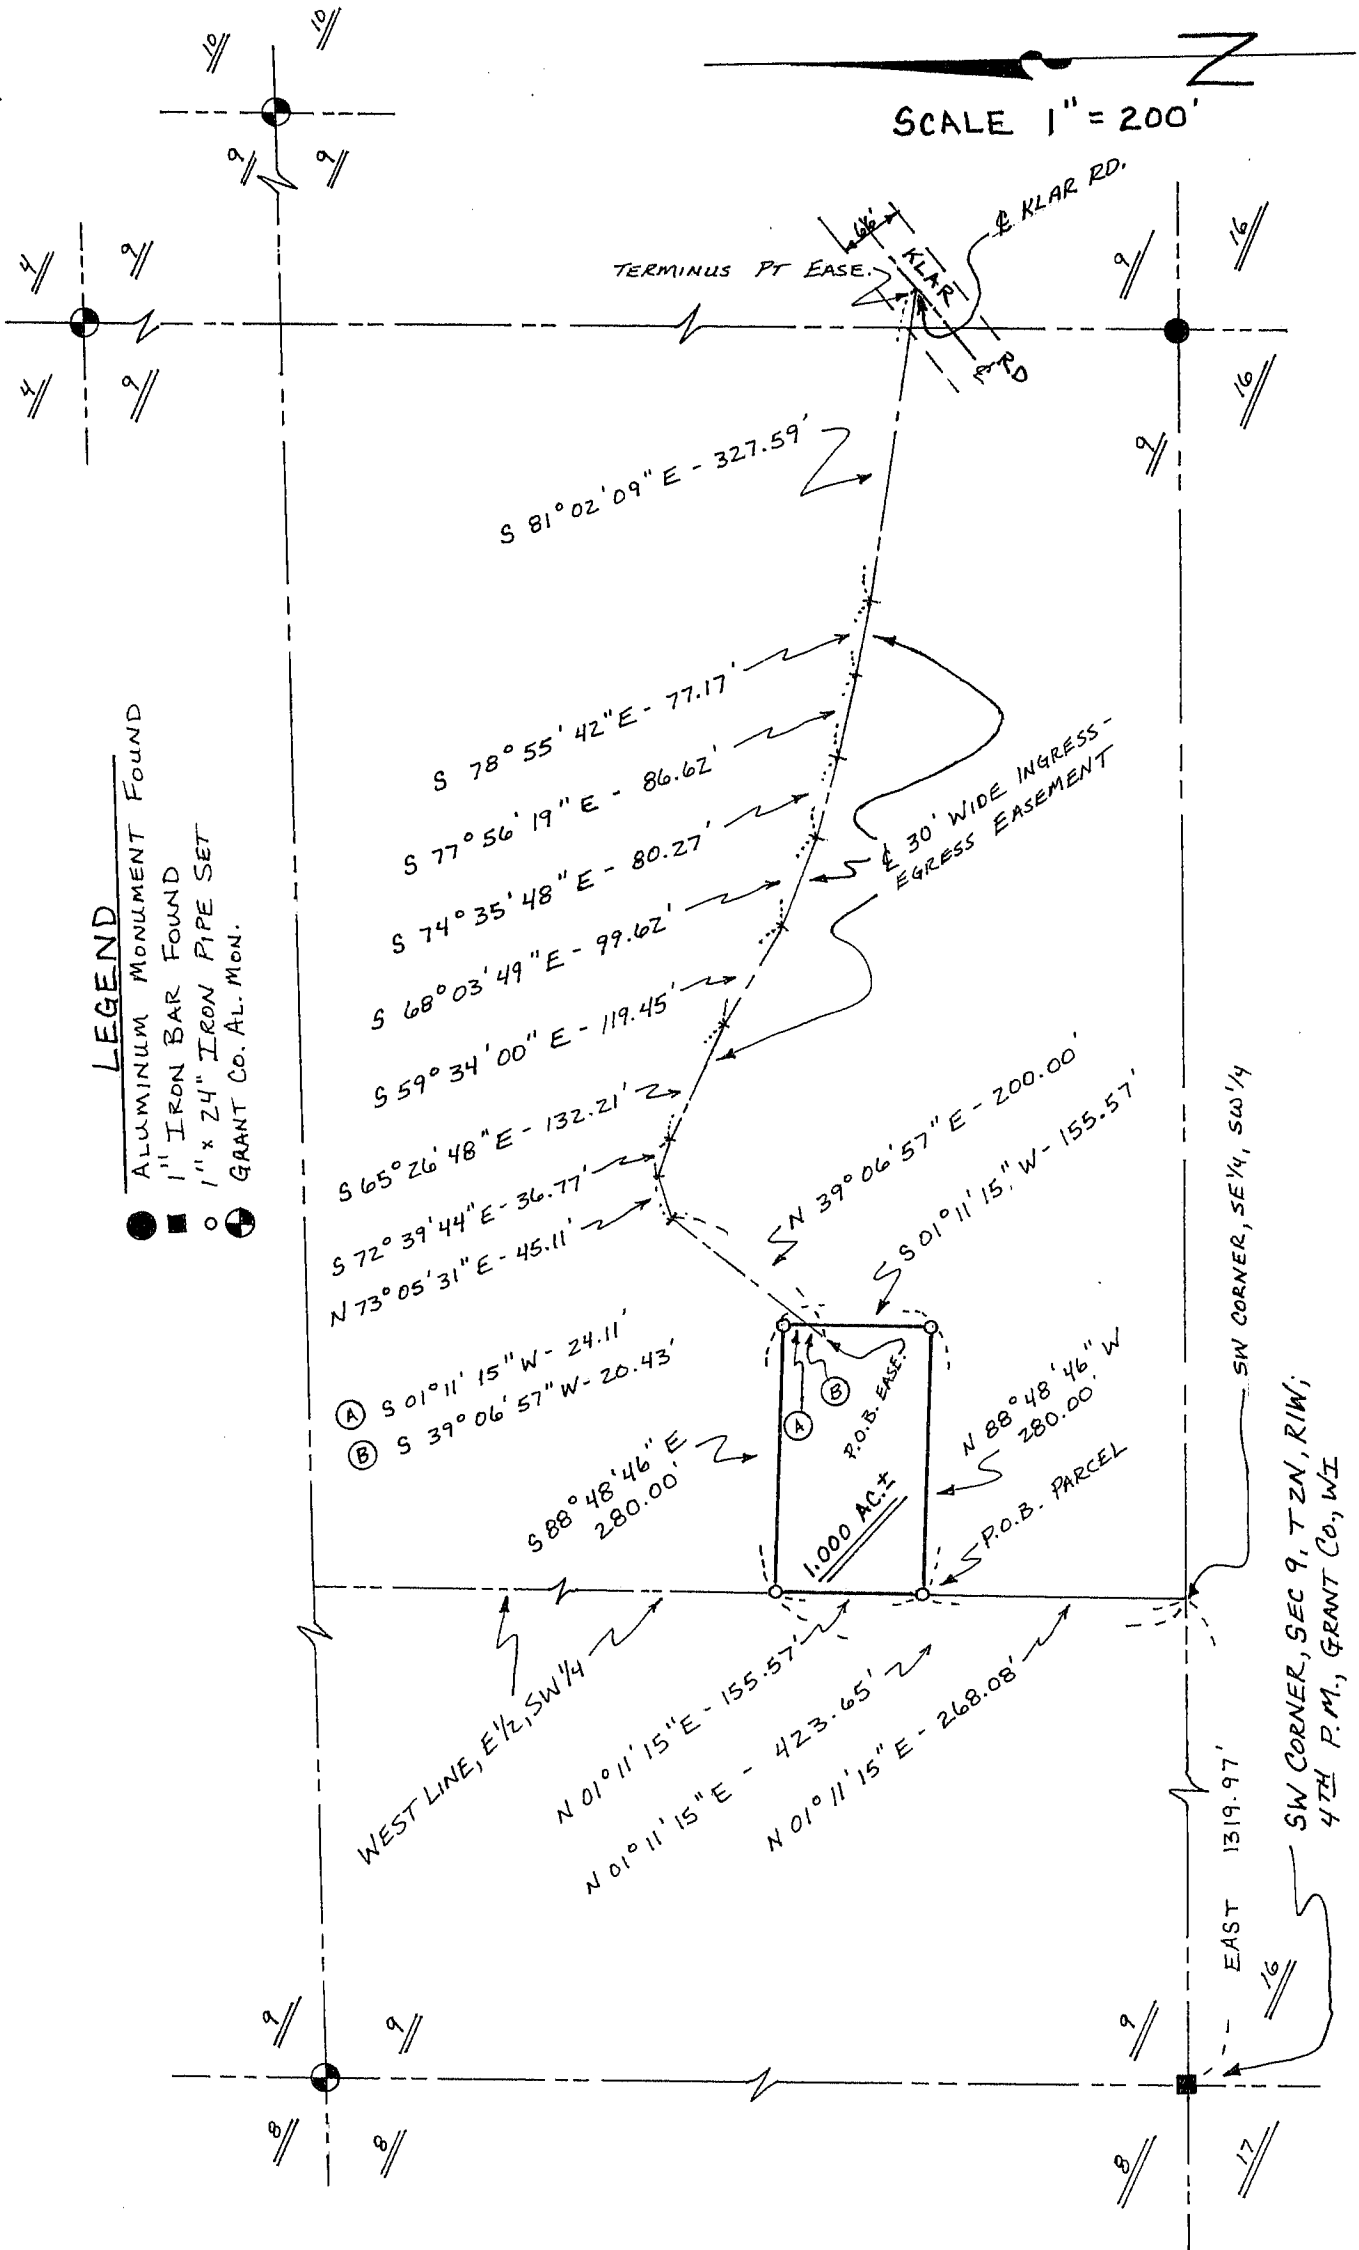 10
10
9
9
SCALE 1" = 200'
4
9
4
9
℄ KLAR RD.
66'
KLAR
RD
TERMINUS PT EASE.
9
16
9
16
S 81° 02' 09" E - 327.59'
S 78° 55' 42" E - 77.17'
S 77° 56' 19" E - 86.62'
S 74° 35' 48" E - 80.27'
S 68° 03' 49" E - 99.62'
S 59° 34' 00" E - 119.45'
S 65° 26' 48" E - 132.21'
S 72° 39' 44" E - 36.77'
N 73° 05' 31" E - 45.11'
℄ 30' WIDE INGRESS-
EGRESS EASEMENT
LEGEND
ALUMINUM MONUMENT FOUND
1" IRON BAR FOUND
1" x 24" IRON PIPE SET
GRANT CO. AL. MON.
N 39° 06' 57" E - 200.00'
S 01° 11' 15" W - 155.57'
A S 01° 11' 15" W - 24.11'
B S 39° 06' 57" W - 20.43'
A
B
P.O.B. EASE.
S 88° 48' 46" E
280.00'
N 88° 48' 46" W
280.00'
1.000 AC.±
P.O.B. PARCEL
SW CORNER, SE 1/4, SW 1/4
WEST LINE, E 1/2, SW 1/4
N 01° 11' 15" E - 155.57'
N 01° 11' 15" E - 423.65'
N 01° 11' 15" E - 268.08'
EAST 1319.97'
SW CORNER, SEC 9, T2N, R1W;
4TH P.M., GRANT CO., WI
9
9
8
8
9
16
8
17
N